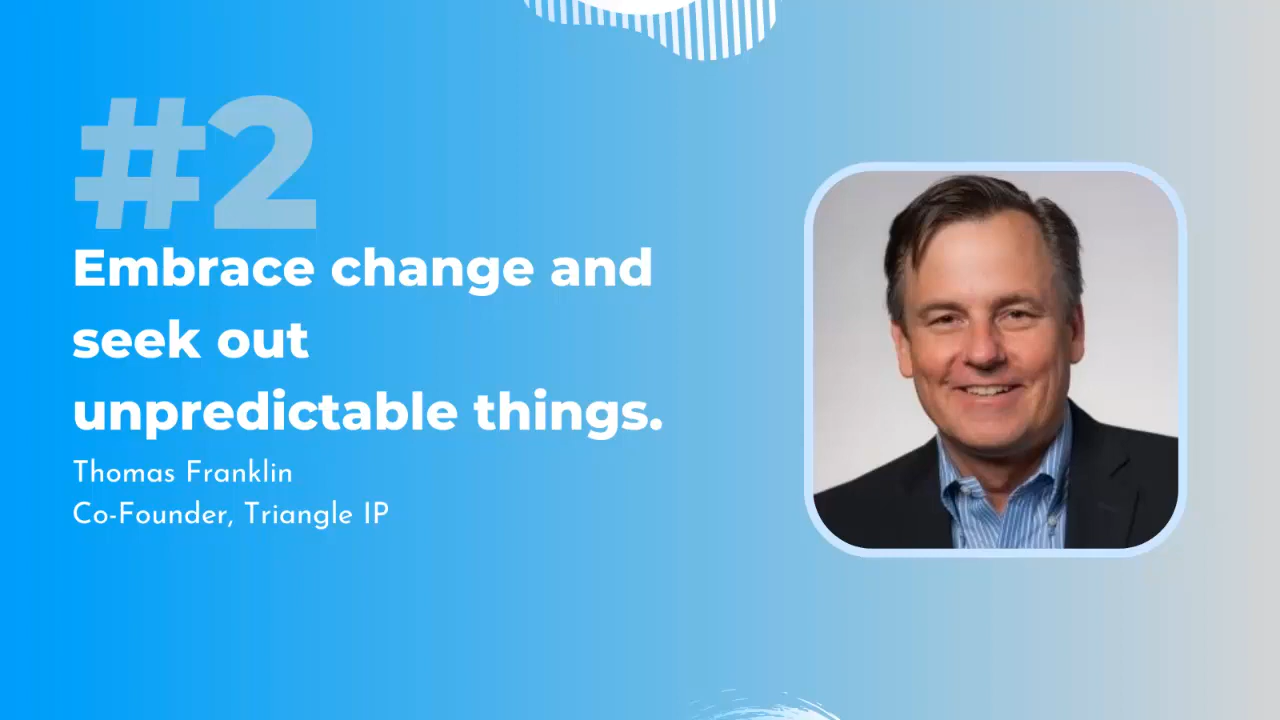 #2
Embrace change and
seek out
unpredictable things.
Thomas Franklin
Co-Founder, Triangle IP